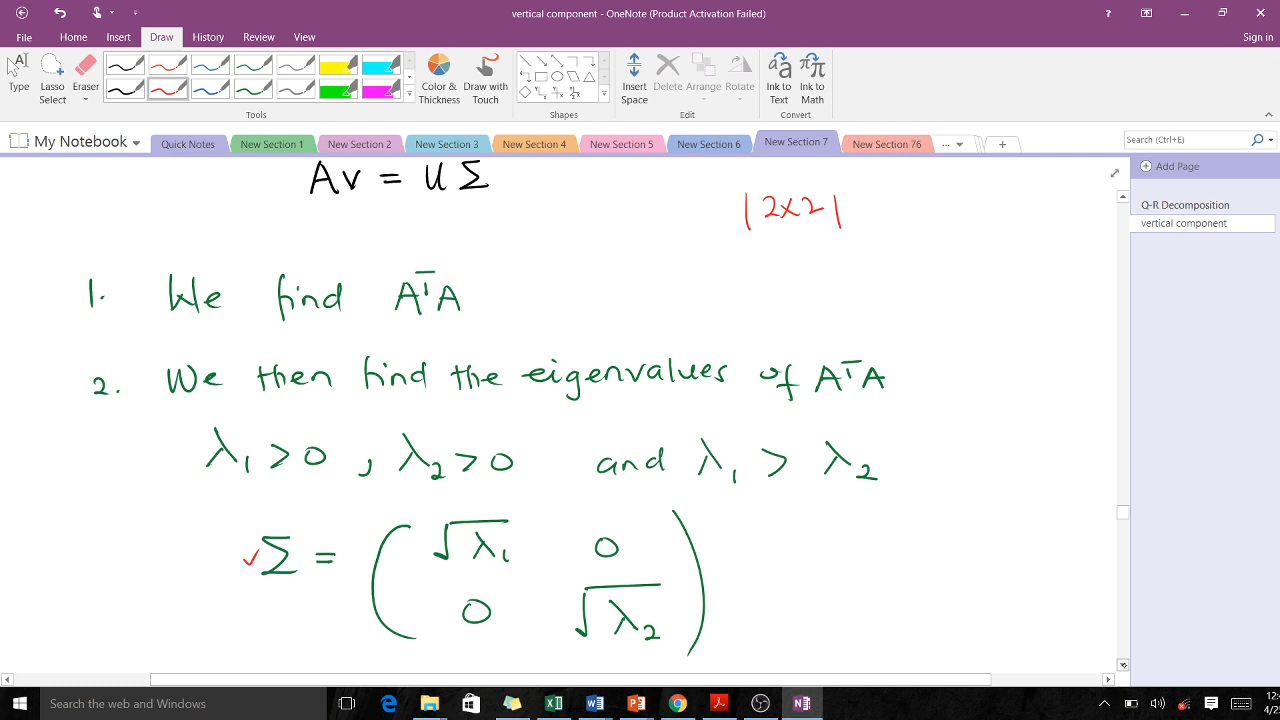 vertical component - OneNote (Product Activation Failed)
File Home Insert Draw History Review View Sign in
Type Lasso Select Eraser Color & Thickness Draw with Touch Insert Space Delete Arrange Rotate Ink to Text Ink to Math
Tools Shapes Edit Convert
My Notebook Quick Notes New Section 1 New Section 2 New Section 3 New Section 4 New Section 5 New Section 6 New Section 7 New Section 76 ... + Search (Ctrl+E)
Add Page
Q-R Decomposition
vertical component
Av = UΣ
|2×2|
1. We find AᵀA
2. We then find the eigenvalues of AᵀA
λ₁ > 0 , λ₂ > 0 and λ₁ > λ₂
✓ Σ = ( √λ₁ 0
0 √λ₂ )
Search the web and Windows
12:
4/2